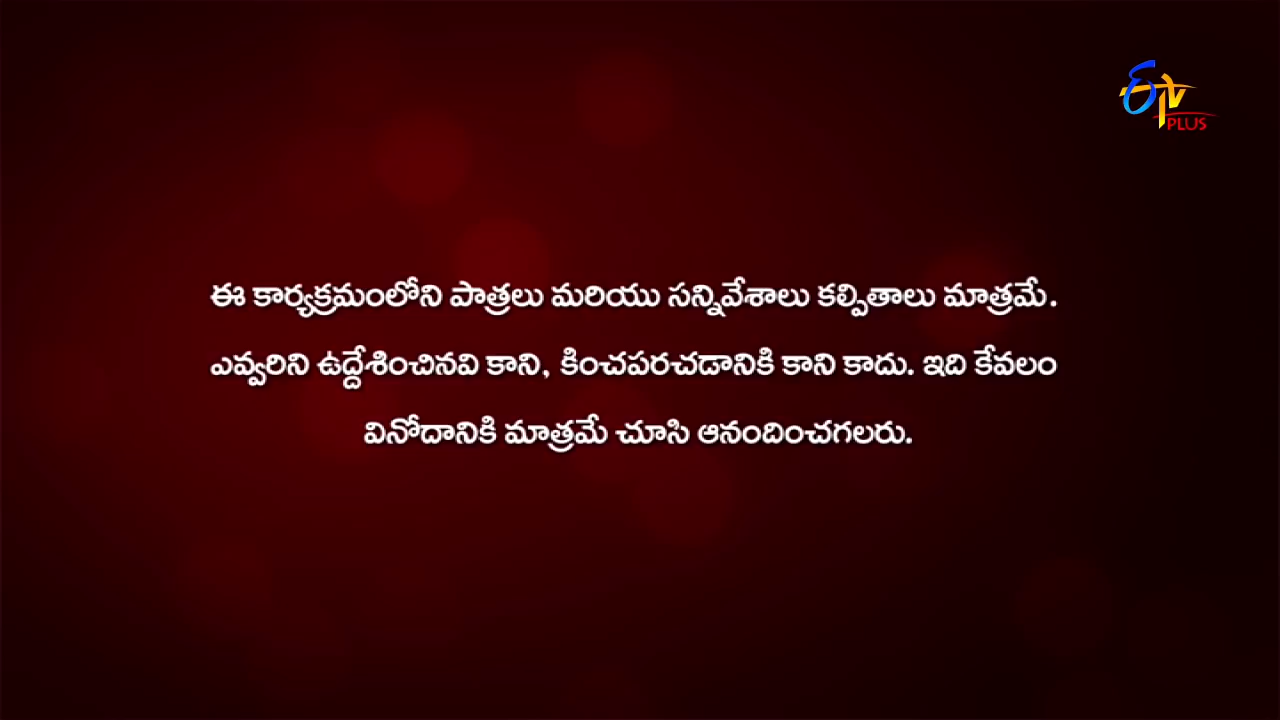 ETV
PLUS
ఈ కార్యక్రమంలోని పాత్రలు మరియు సన్నివేశాలు కల్పితాలు మాత్రమే.
ఎవ్వరిని ఉద్దేశించినవి కాని, కించపరచడానికి కాని కాదు. ఇది కేవలం
వినోదానికి మాత్రమే చూసి ఆనందించగలరు.